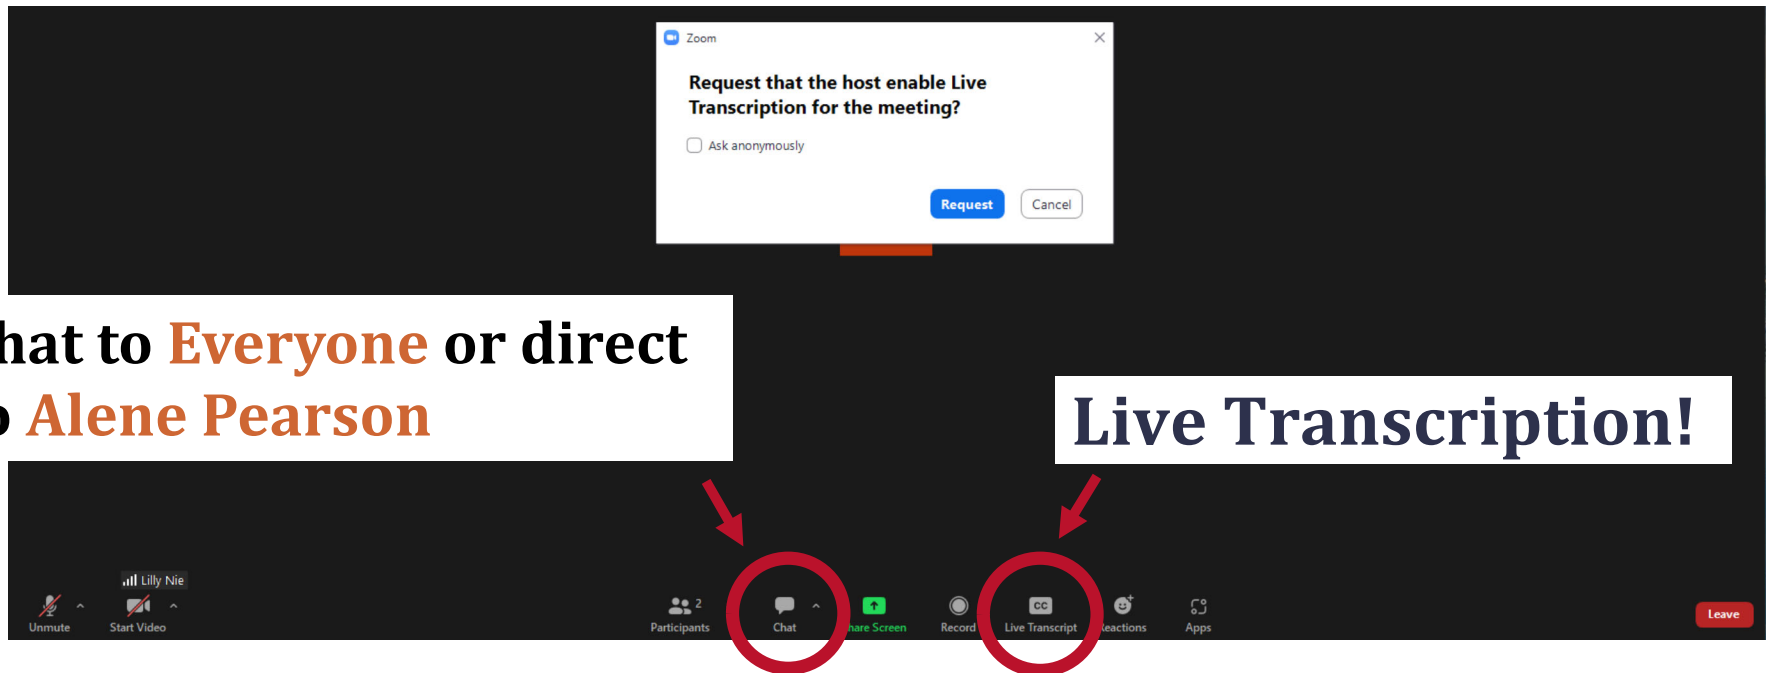 Zoom
Request that the host enable Live
Transcription for the meeting?
Ask anonymously
Request Cancel
hat to Everyone or direct
o Alene Pearson
Live Transcription!
Lilly Nie
Unmute Start Video Participants 2 Chat hare Screen Record CC Live Transcript eactions Apps Leave